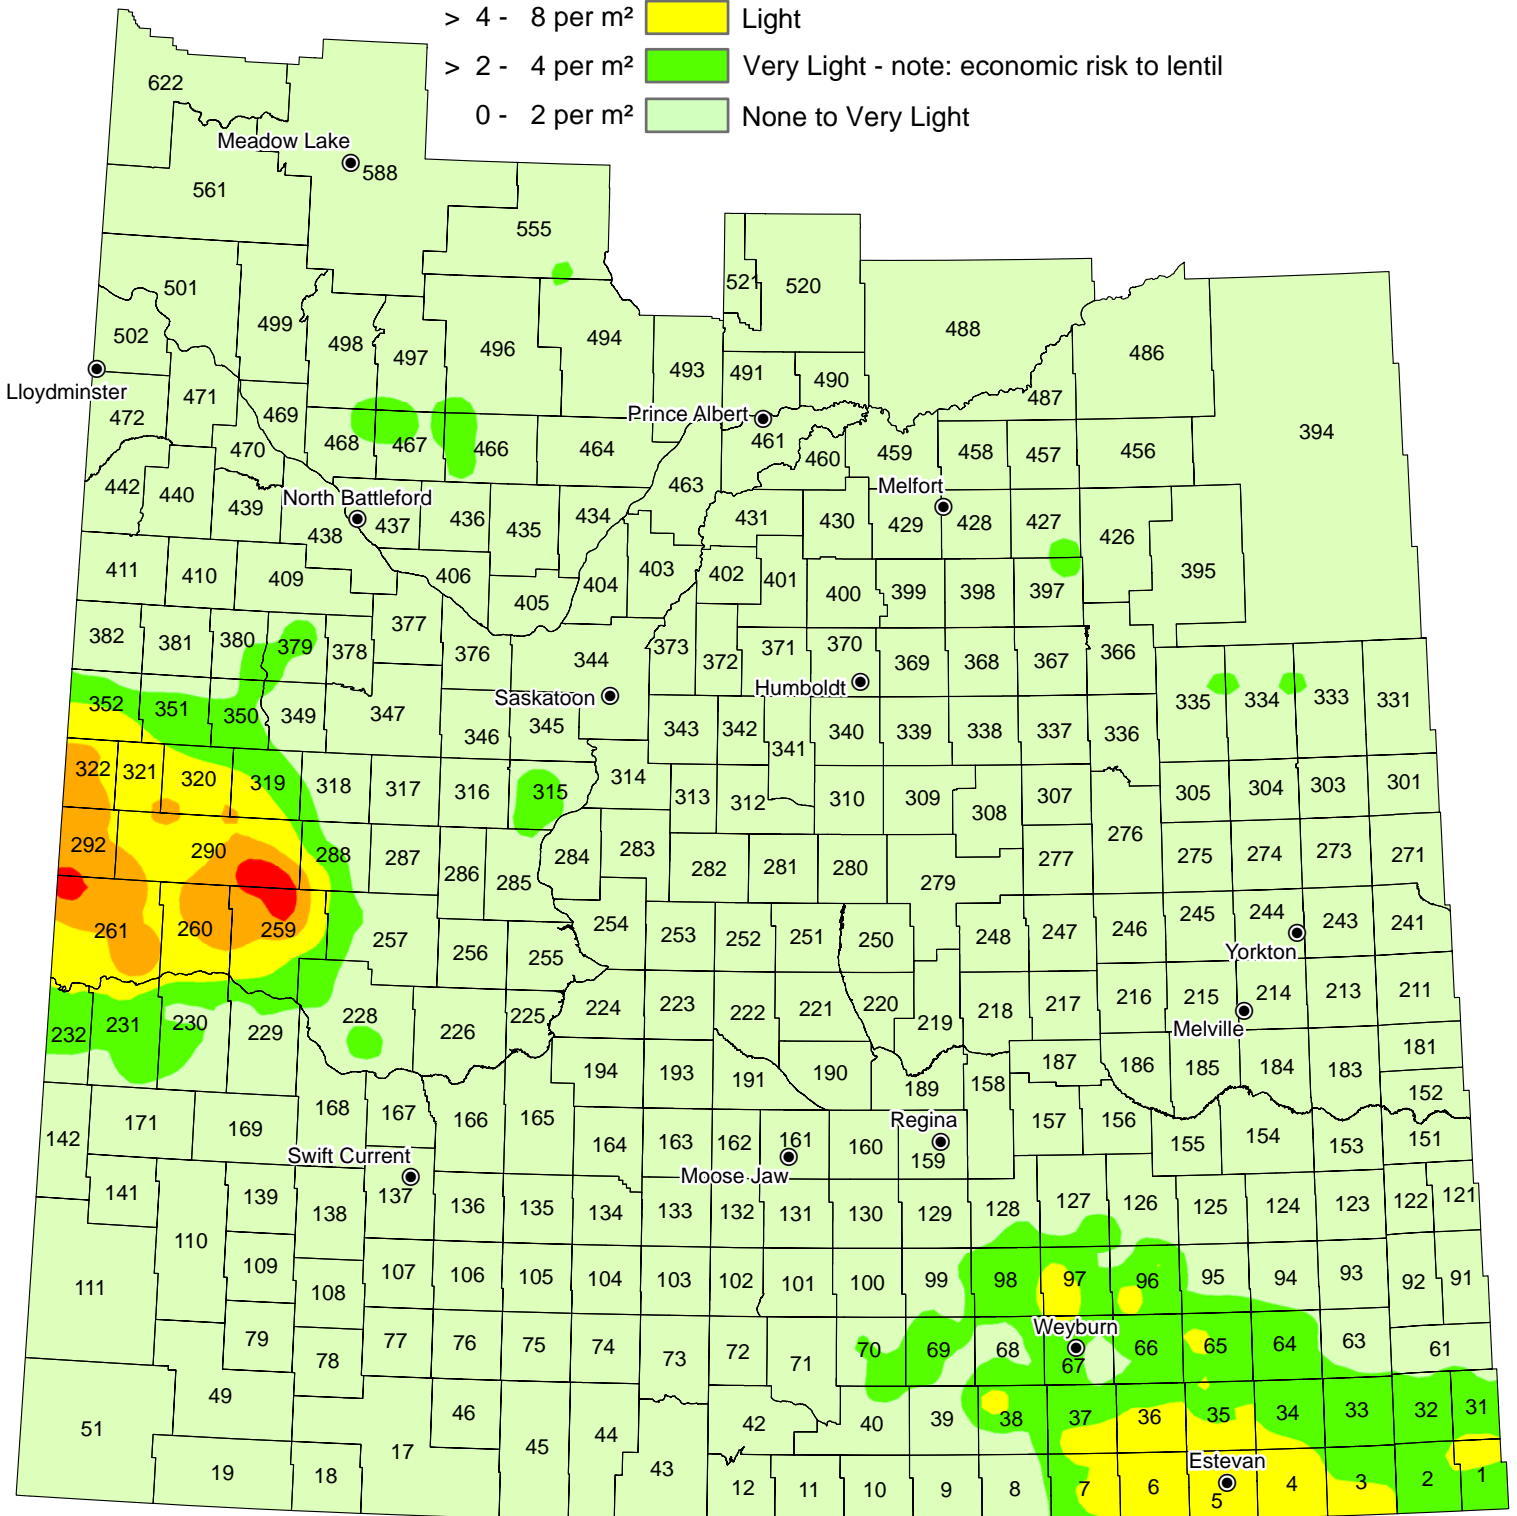 > 4 - 8 per m² Light
> 2 - 4 per m² Very Light - note: economic risk to lentil
0 - 2 per m² None to Very Light
622
Meadow Lake
588
561
555
501
521 520
499
502
498 497 496 494
488
486
493 491 490
Lloydminster
471
472
469
487
Prince Albert
468 467 466 464
461
470
460 459 458 457 456
394
442 440 439
North Battleford
438 437 436 435 434
463
431 430
Melfort
429 428 427
426
411 410 409
406 405 404 403 402 401 400 399 398 397
395
382 381 380 379 378
377
376
344
373 372 371 370 369 368 367 366
Saskatoon
Humboldt
352 351 350 349 347
346 345
343 342 341 340 339 338 337 336
335 334 333 331
322 321 320 319 318 317 316 315 314
313 312 310 309 308 307
305 304 303 301
292 290 288 287 286 285 284 283 282 281 280 279 277 276 275 274 273 271
261 260 259 257 256 255 254 253 252 251 250 248 247 246 245 244 243 241
Yorkton
232 231 230 229 228 226 225 224 223 222 221 220 219 218 217 216 215 214 213 211
Melville
194 193 191 190 189 187 186 185 184 183 181
158
152
142 171 169 168 167 166 165 164 163 162 161 160
Regina
159
157 156 155 154 153 151
Swift Current
Moose Jaw
141 139 138 137 136 135 134 133 132 131 130 129 128 127 126 125 124 123 122 121
111 110 109 108 107 106 105 104 103 102 101 100 99 98 97 96 95 94 93 92 91
79 78 77 76 75 74 73 72 71 70 69 68
Weyburn
67 66 65 64 63 61
51 49 46 45 44 42 40 39 38 37 36 35 34 33 32 31
19 18 17 43 12 11 10 9 8 7 6
Estevan
5 4 3 2 1